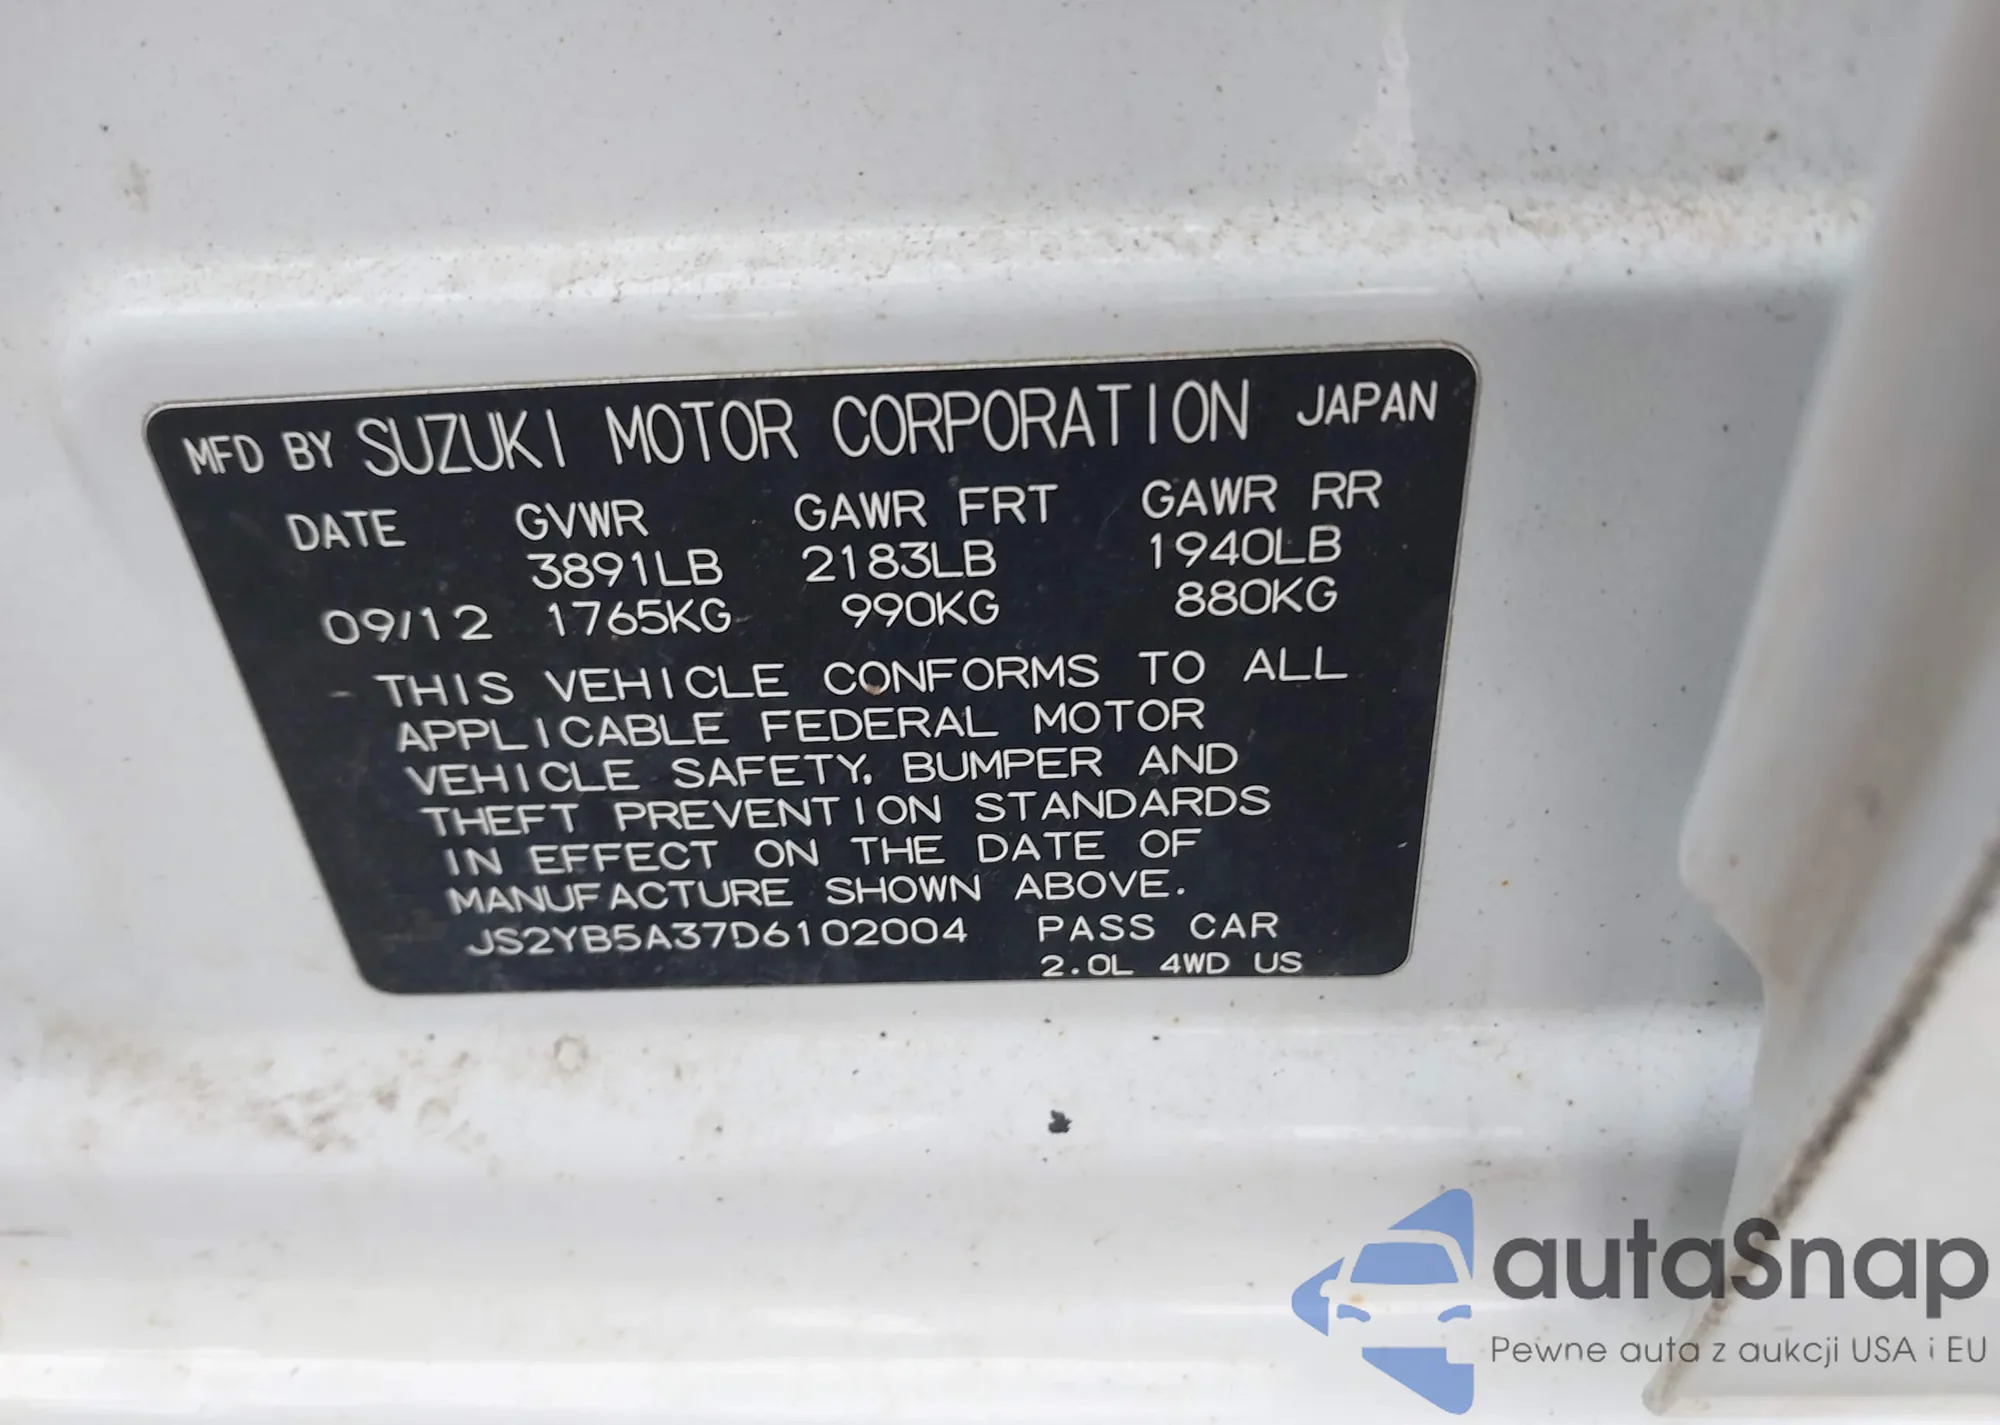 MFD BY SUZUKI MOTOR CORPORATION JAPAN
DATE GVWR GAWR FRT GAWR RR
3891LB 2183LB 1940LB
09/12 1765KG 990KG 880KG
THIS VEHICLE CONFORMS TO ALL
APPLICABLE FEDERAL MOTOR
VEHICLE SAFETY, BUMPER AND
THEFT PREVENTION STANDARDS
IN EFFECT ON THE DATE OF
MANUFACTURE SHOWN ABOVE.
JS2YB5A37D6102004 PASS CAR
2.0L 4WD US
autaSnap
Pewne auta z aukcji USA i EU